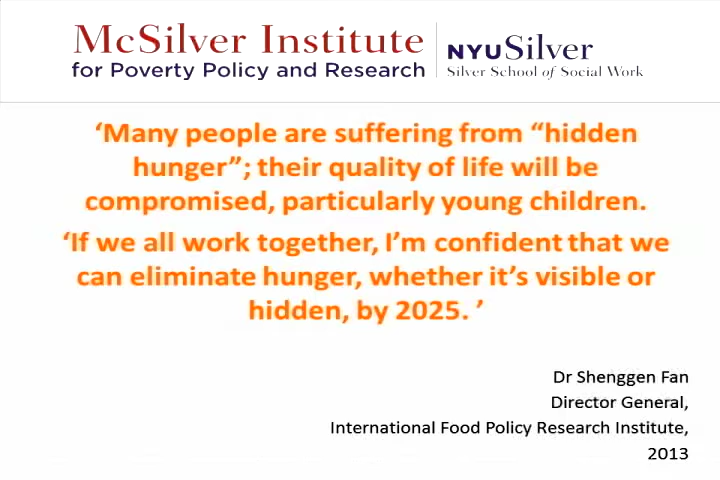 McSilver Institute
for Poverty Policy and Research
NYUSilver
Silver School of Social Work
‘Many people are suffering from “hidden
hunger”; their quality of life will be
compromised, particularly young children.
‘If we all work together, I’m confident that we
can eliminate hunger, whether it’s visible or
hidden, by 2025. ’
Dr Shenggen Fan
Director General,
International Food Policy Research Institute,
2013